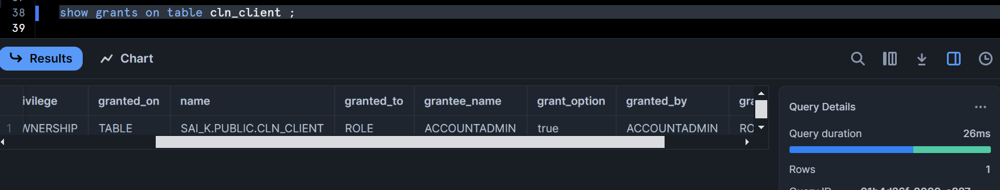 38 show grants on table cln_client ;
39
Results Chart
ivilege granted_on name granted_to grantee_name grant_option granted_by gra
1 WNERSHIP TABLE SAI_K.PUBLIC.CLN_CLIENT ROLE ACCOUNTADMIN true ACCOUNTADMIN RO
Query Details ...
Query duration 26ms
Rows 1